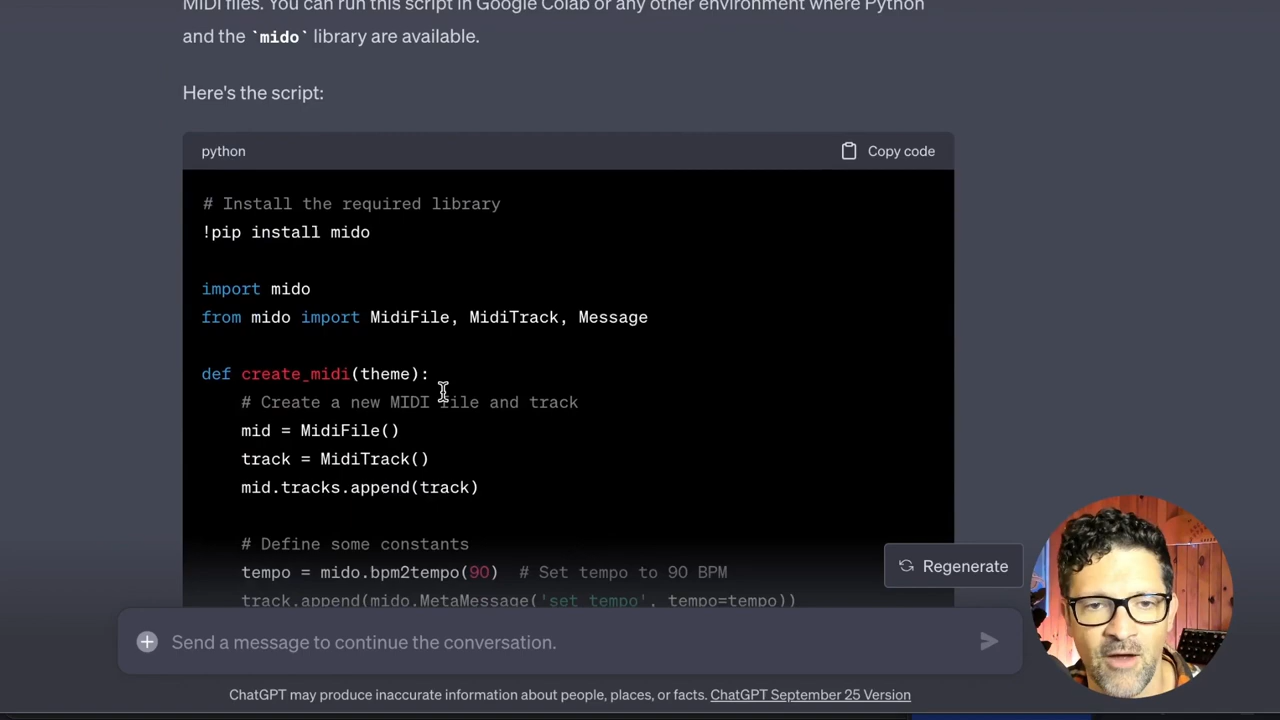 MIDI files. You can run this script in Google Colab or any other environment where Python
and the `mido` library are available.
Here's the script:
python
Copy code
# Install the required library
!pip install mido
import mido
from mido import MidiFile, MidiTrack, Message
def create_midi(theme):
# Create a new MIDI file and track
mid = MidiFile()
track = MidiTrack()
mid.tracks.append(track)
# Define some constants
tempo = mido.bpm2tempo(90)  # Set tempo to 90 BPM
track.append(mido.MetaMessage('set_tempo', tempo=tempo))
Regenerate
Send a message to continue the conversation.
ChatGPT may produce inaccurate information about people, places, or facts. ChatGPT September 25 Version